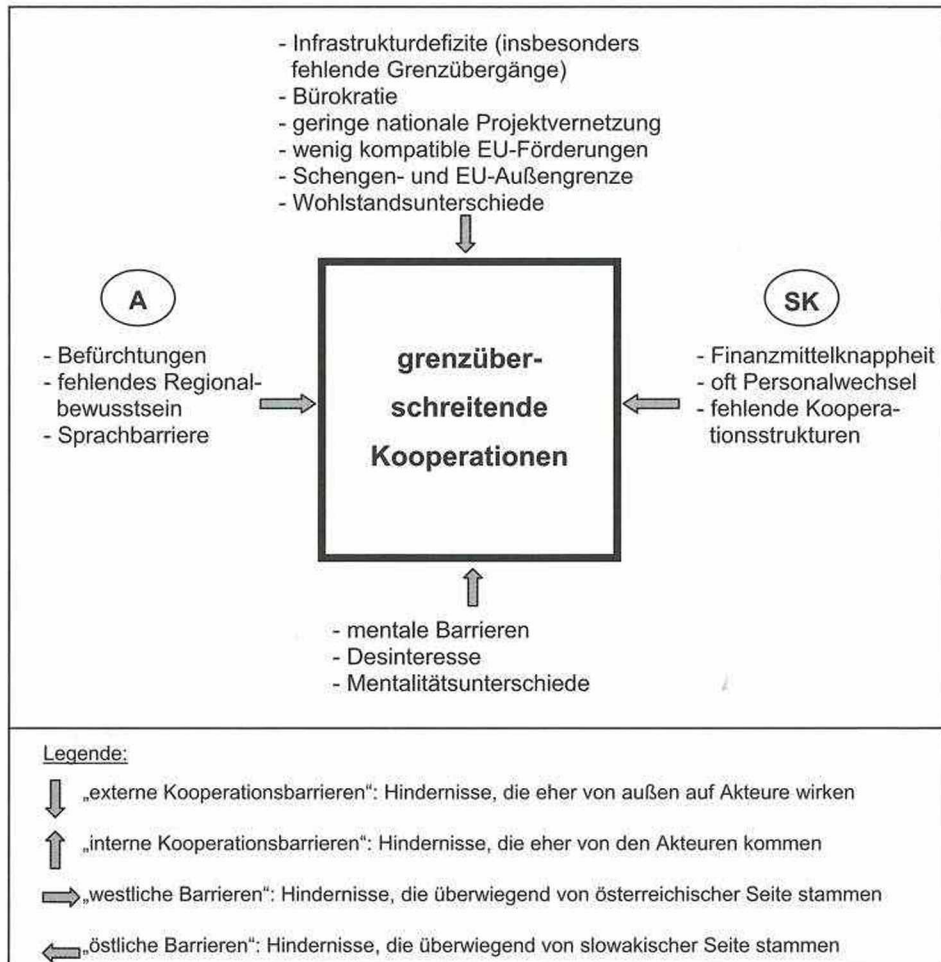 - Infrastrukturdefizite (insbesonders
fehlende Grenzübergänge)
- Bürokratie
- geringe nationale Projektvernetzung
- wenig kompatible EU-Förderungen
- Schengen- und EU-Außengrenze
- Wohlstandsunterschiede
A
- Befürchtungen
- fehlendes Regional-
bewusstsein
- Sprachbarriere
grenzüber-
schreitende
Kooperationen
SK
- Finanzmittelknappheit
- oft Personalwechsel
- fehlende Koopera-
tionsstrukturen
- mentale Barrieren
- Desinteresse
- Mentalitätsunterschiede
Legende:
„externe Kooperationsbarrieren“: Hindernisse, die eher von außen auf Akteure wirken
„interne Kooperationsbarrieren“: Hindernisse, die eher von den Akteuren kommen
„westliche Barrieren“: Hindernisse, die überwiegend von österreichischer Seite stammen
„östliche Barrieren“: Hindernisse, die überwiegend von slowakischer Seite stammen